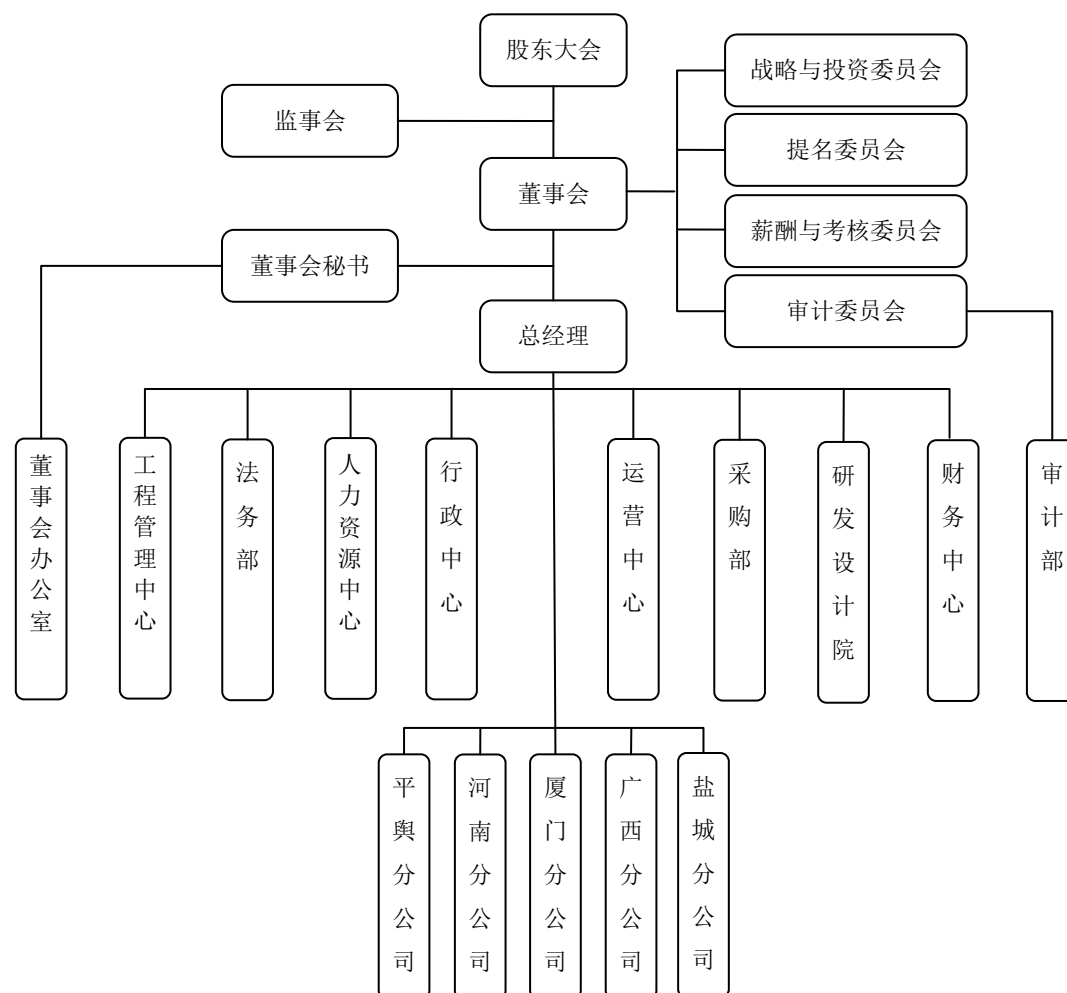 股东大会
战略与投资委员会
监事会
提名委员会
董事会
薪酬与考核委员会
董事会秘书
审计委员会
总经理
董事会办公室
工程管理中心
法务部
人力资源中心
行政中心
运营中心
采购部
研发设计院
财务中心
审计部
平舆分公司
河南分公司
厦门分公司
广西分公司
盐城分公司